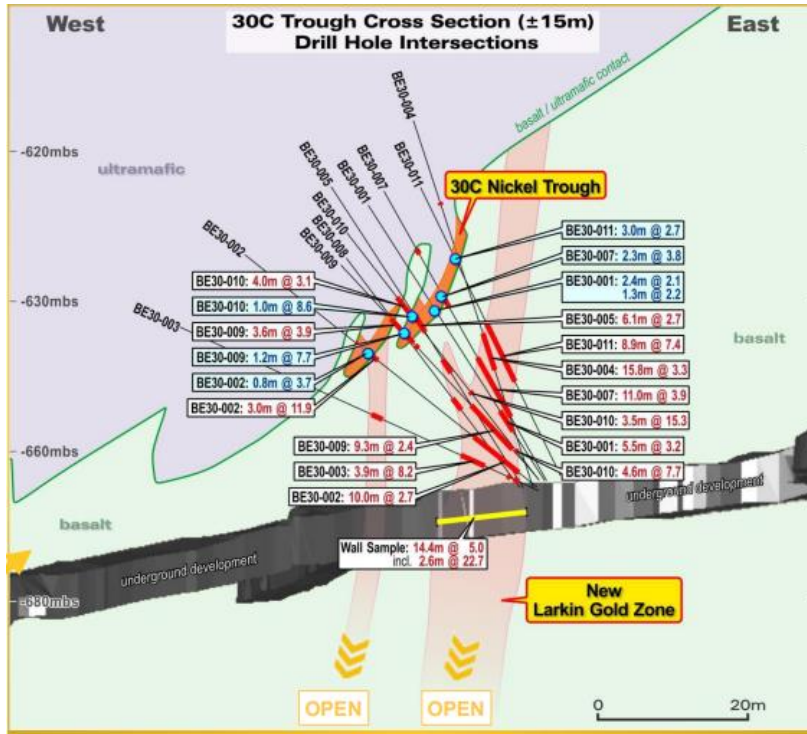 West
30C Trough Cross Section (±15m)
Drill Hole Intersections
East
BE30-004
basalt / ultramafic contact
-620mbs
ultramafic
BE30-011
BE30-007
BE30-001
BE30-005
BE30-010
BE30-008
BE30-009
BE30-002
BE30-003
30C Nickel Trough
BE30-011: 3.0m @ 2.7
BE30-007: 2.3m @ 3.8
BE30-001: 2.4m @ 2.1
1.3m @ 2.2
BE30-005: 6.1m @ 2.7
BE30-011: 8.9m @ 7.4
BE30-004: 15.8m @ 3.3
BE30-007: 11.0m @ 3.9
BE30-010: 3.5m @ 15.3
BE30-001: 5.5m @ 3.2
BE30-010: 4.6m @ 7.7
BE30-010: 4.0m @ 3.1
-630mbs
BE30-010: 1.0m @ 8.6
BE30-009: 3.6m @ 3.9
BE30-009: 1.2m @ 7.7
BE30-002: 0.8m @ 3.7
BE30-002: 3.0m @ 11.9
basalt
-660mbs
BE30-009: 9.3m @ 2.4
BE30-003: 3.9m @ 8.2
BE30-002: 10.0m @ 2.7
underground development
basalt
underground development
Wall Sample: 14.4m @ 5.0
incl. 2.6m @ 22.7
-680mbs
New
Larkin Gold Zone
OPEN
OPEN
0
20m